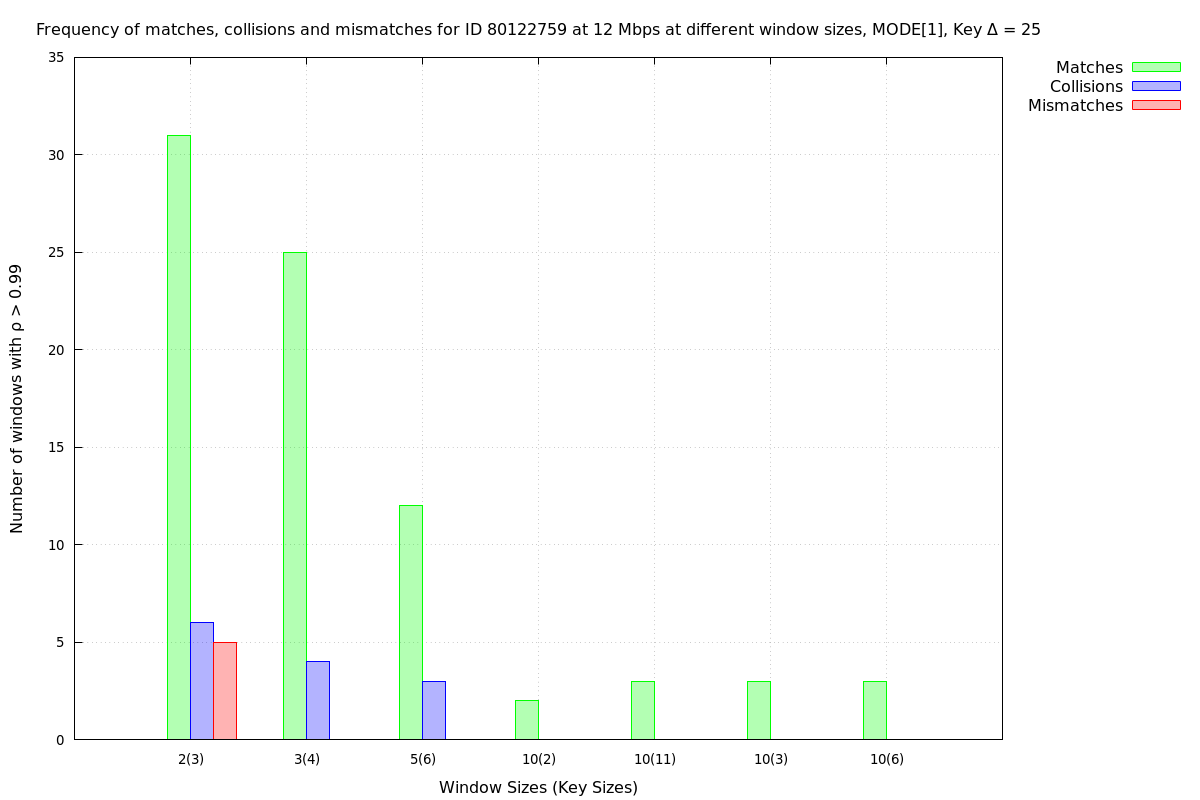 Frequency of matches, collisions and mismatches for ID 80122759 at 12 Mbps at different window sizes, MODE[1], Key Δ = 25
Matches
Collisions
Mismatches
Number of windows with ρ > 0.99
35
30
25
20
15
10
5
0
2(3) 3(4) 5(6) 10(2) 10(11) 10(3) 10(6)
Window Sizes (Key Sizes)